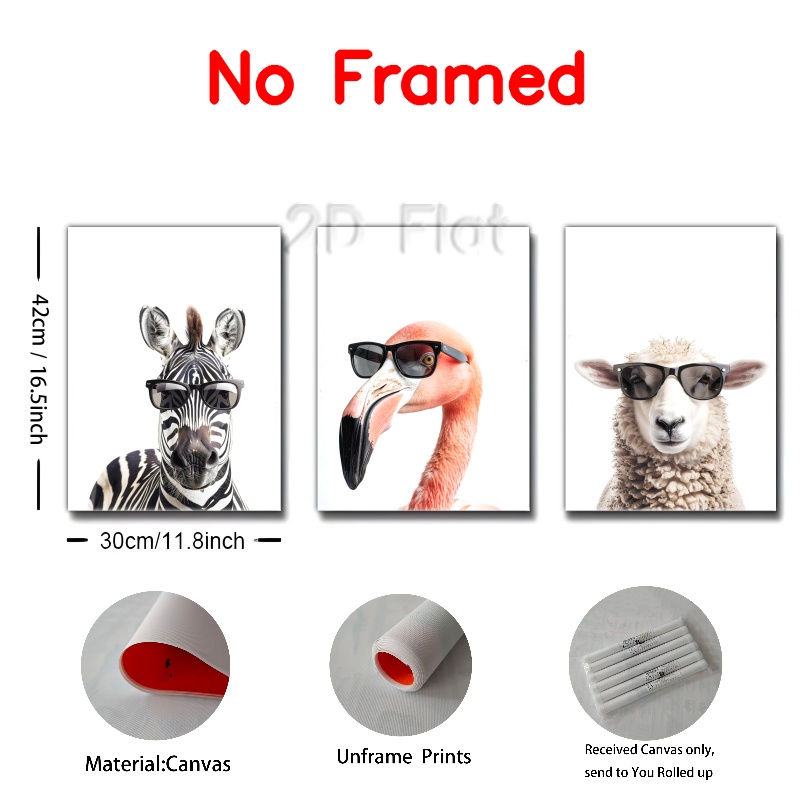 No Framed
2D Flat
42cm / 16.5inch
30cm/11.8inch
Material:Canvas
Unframe Prints
Received Canvas only,
send to You Rolled up